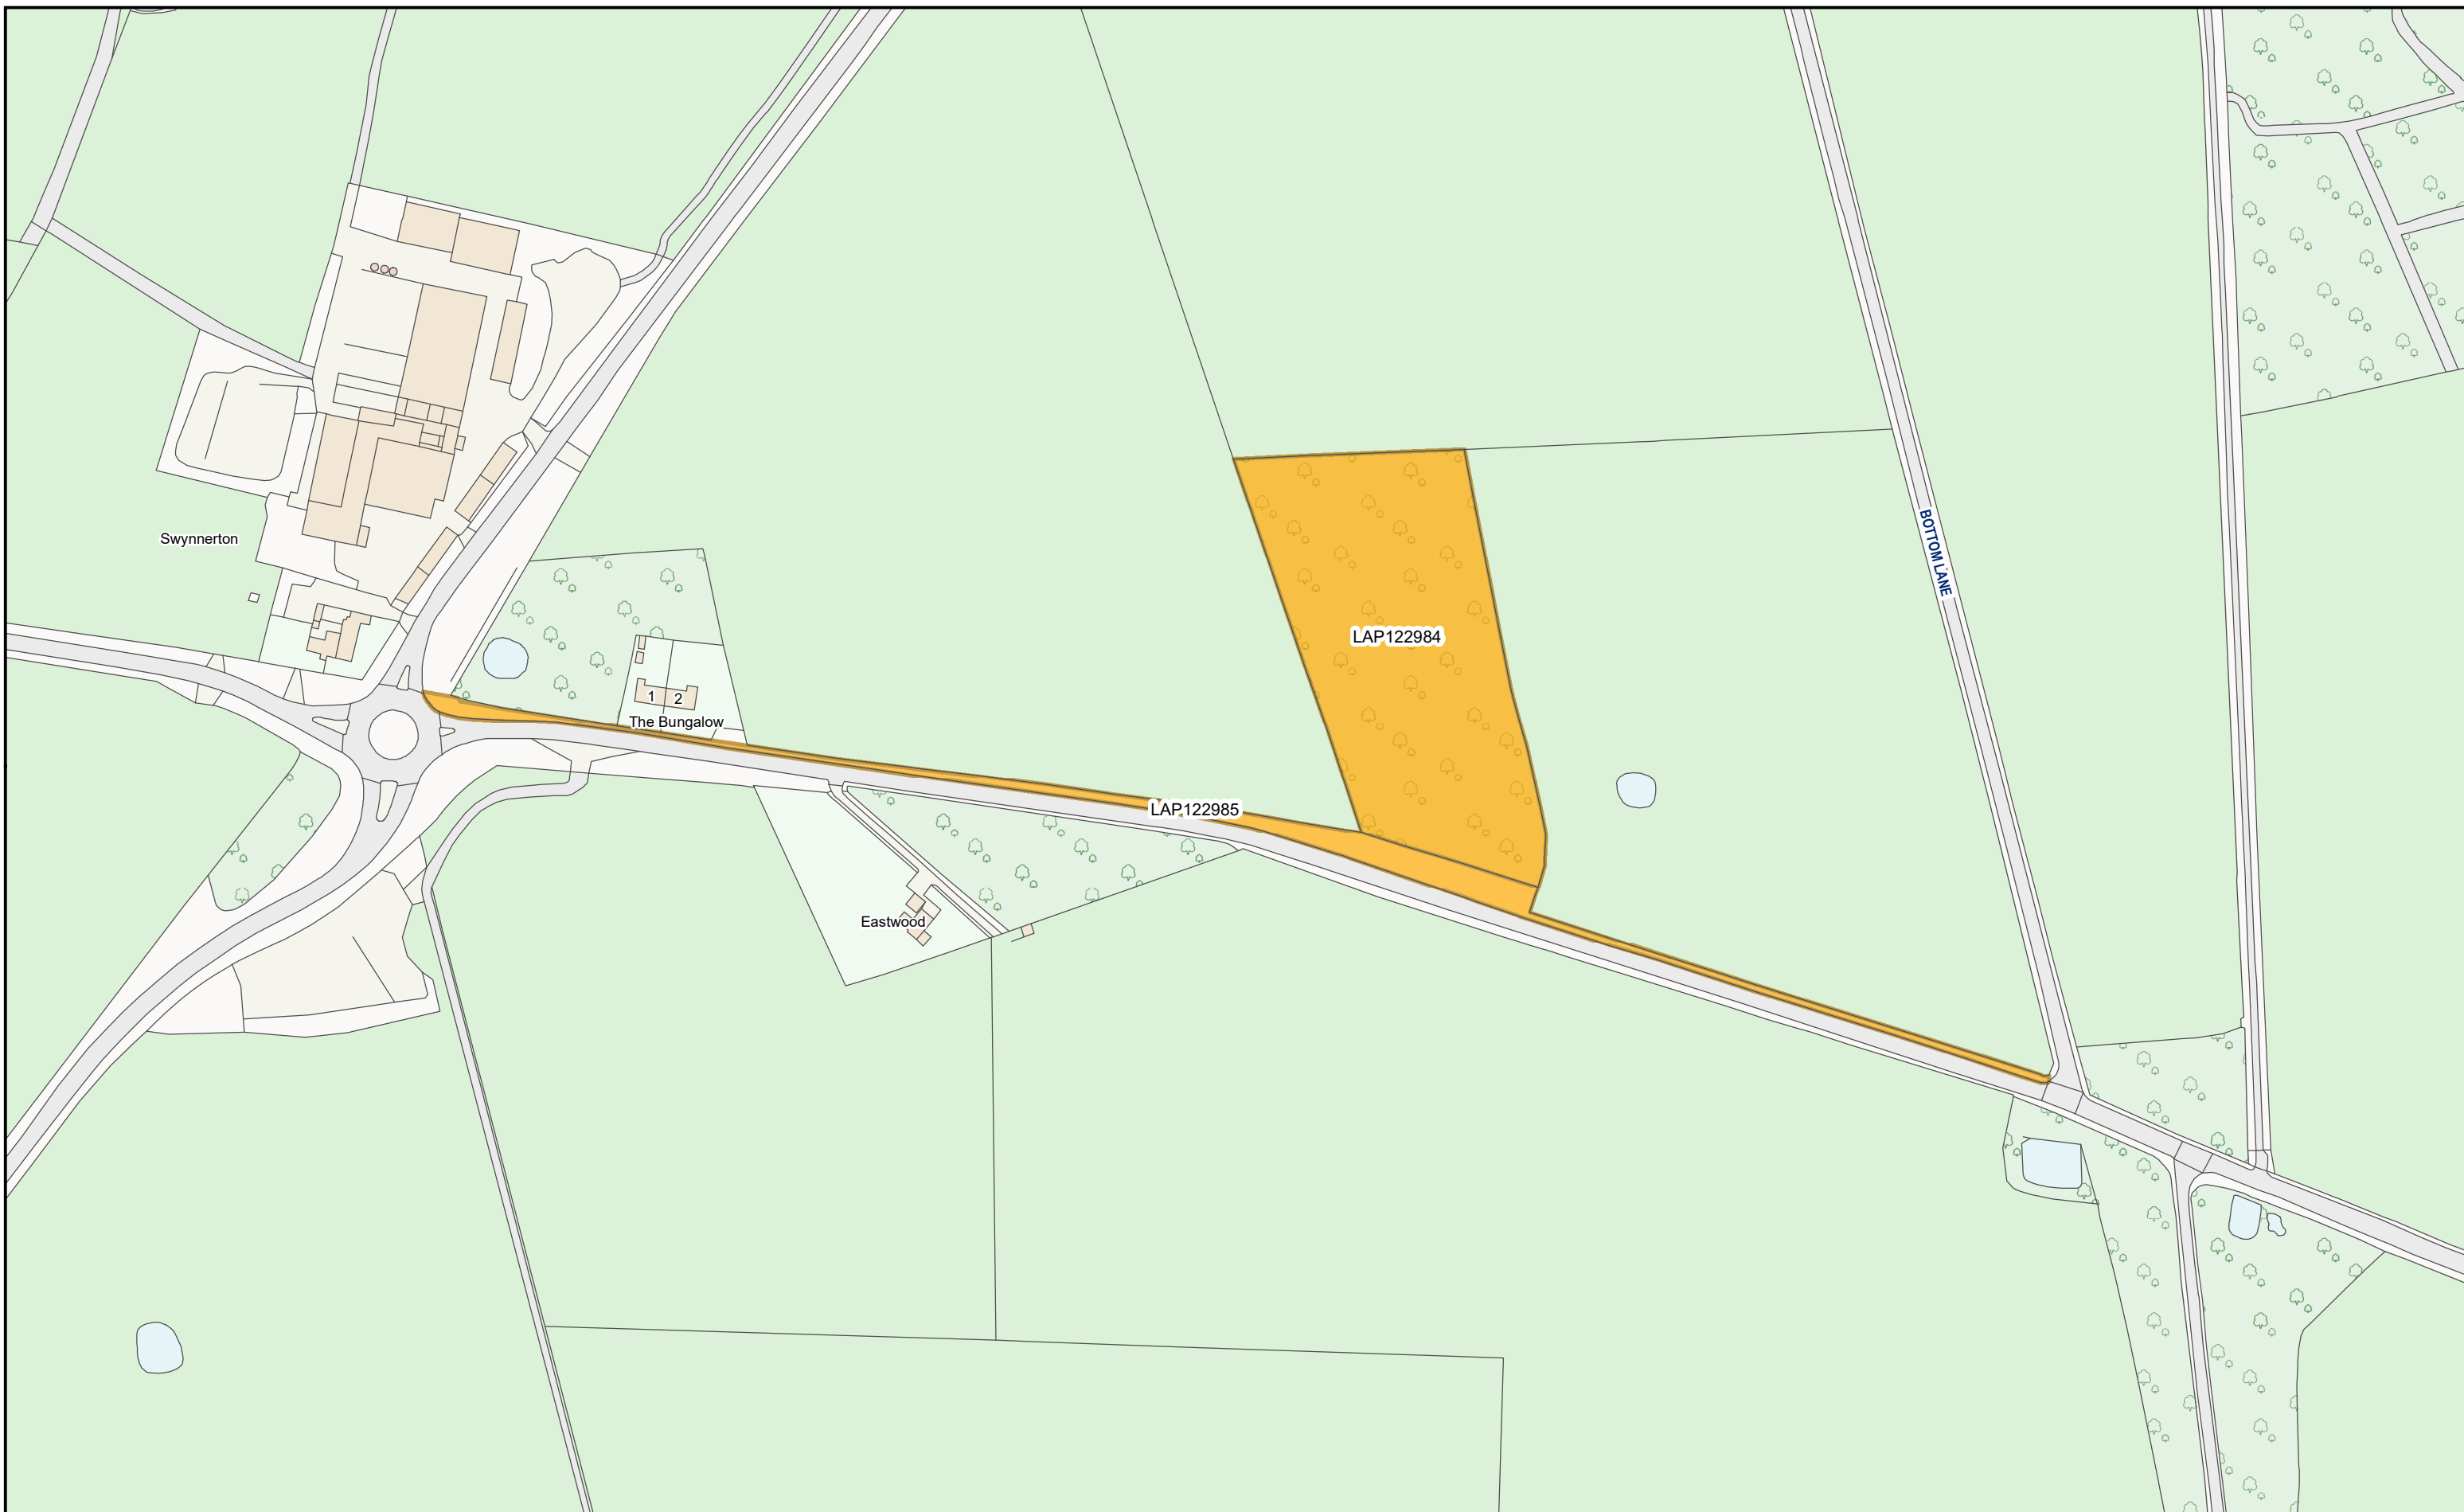 BOTTOM LANE
Swynnerton
LAP122984
1
2
The Bungalow
LAP122985
Eastwood